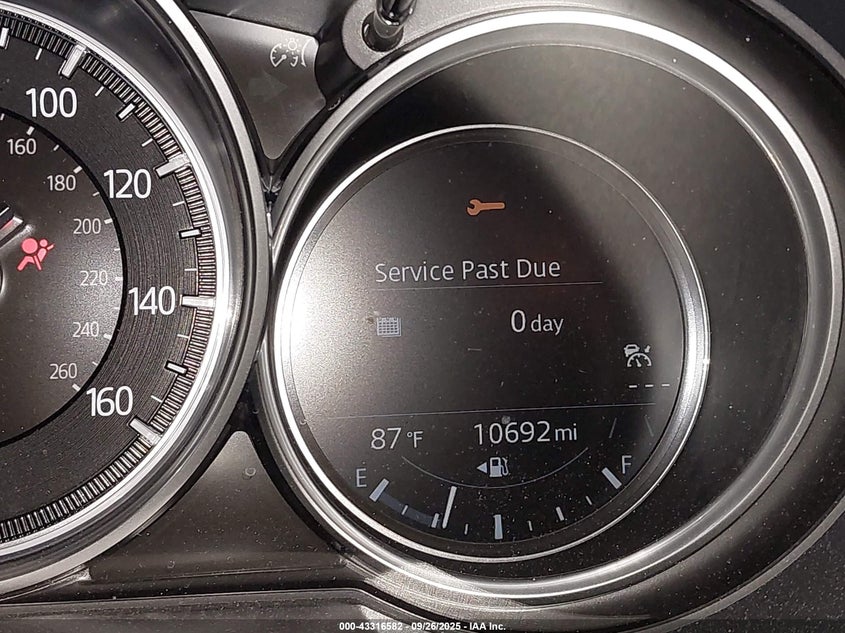 100
160
120
180
200
220
140
240
260
160
Service Past Due
0 day
---
87 °F
10692 mi
E
F
000-43316582 - 09/26/2025 - IAA Inc.